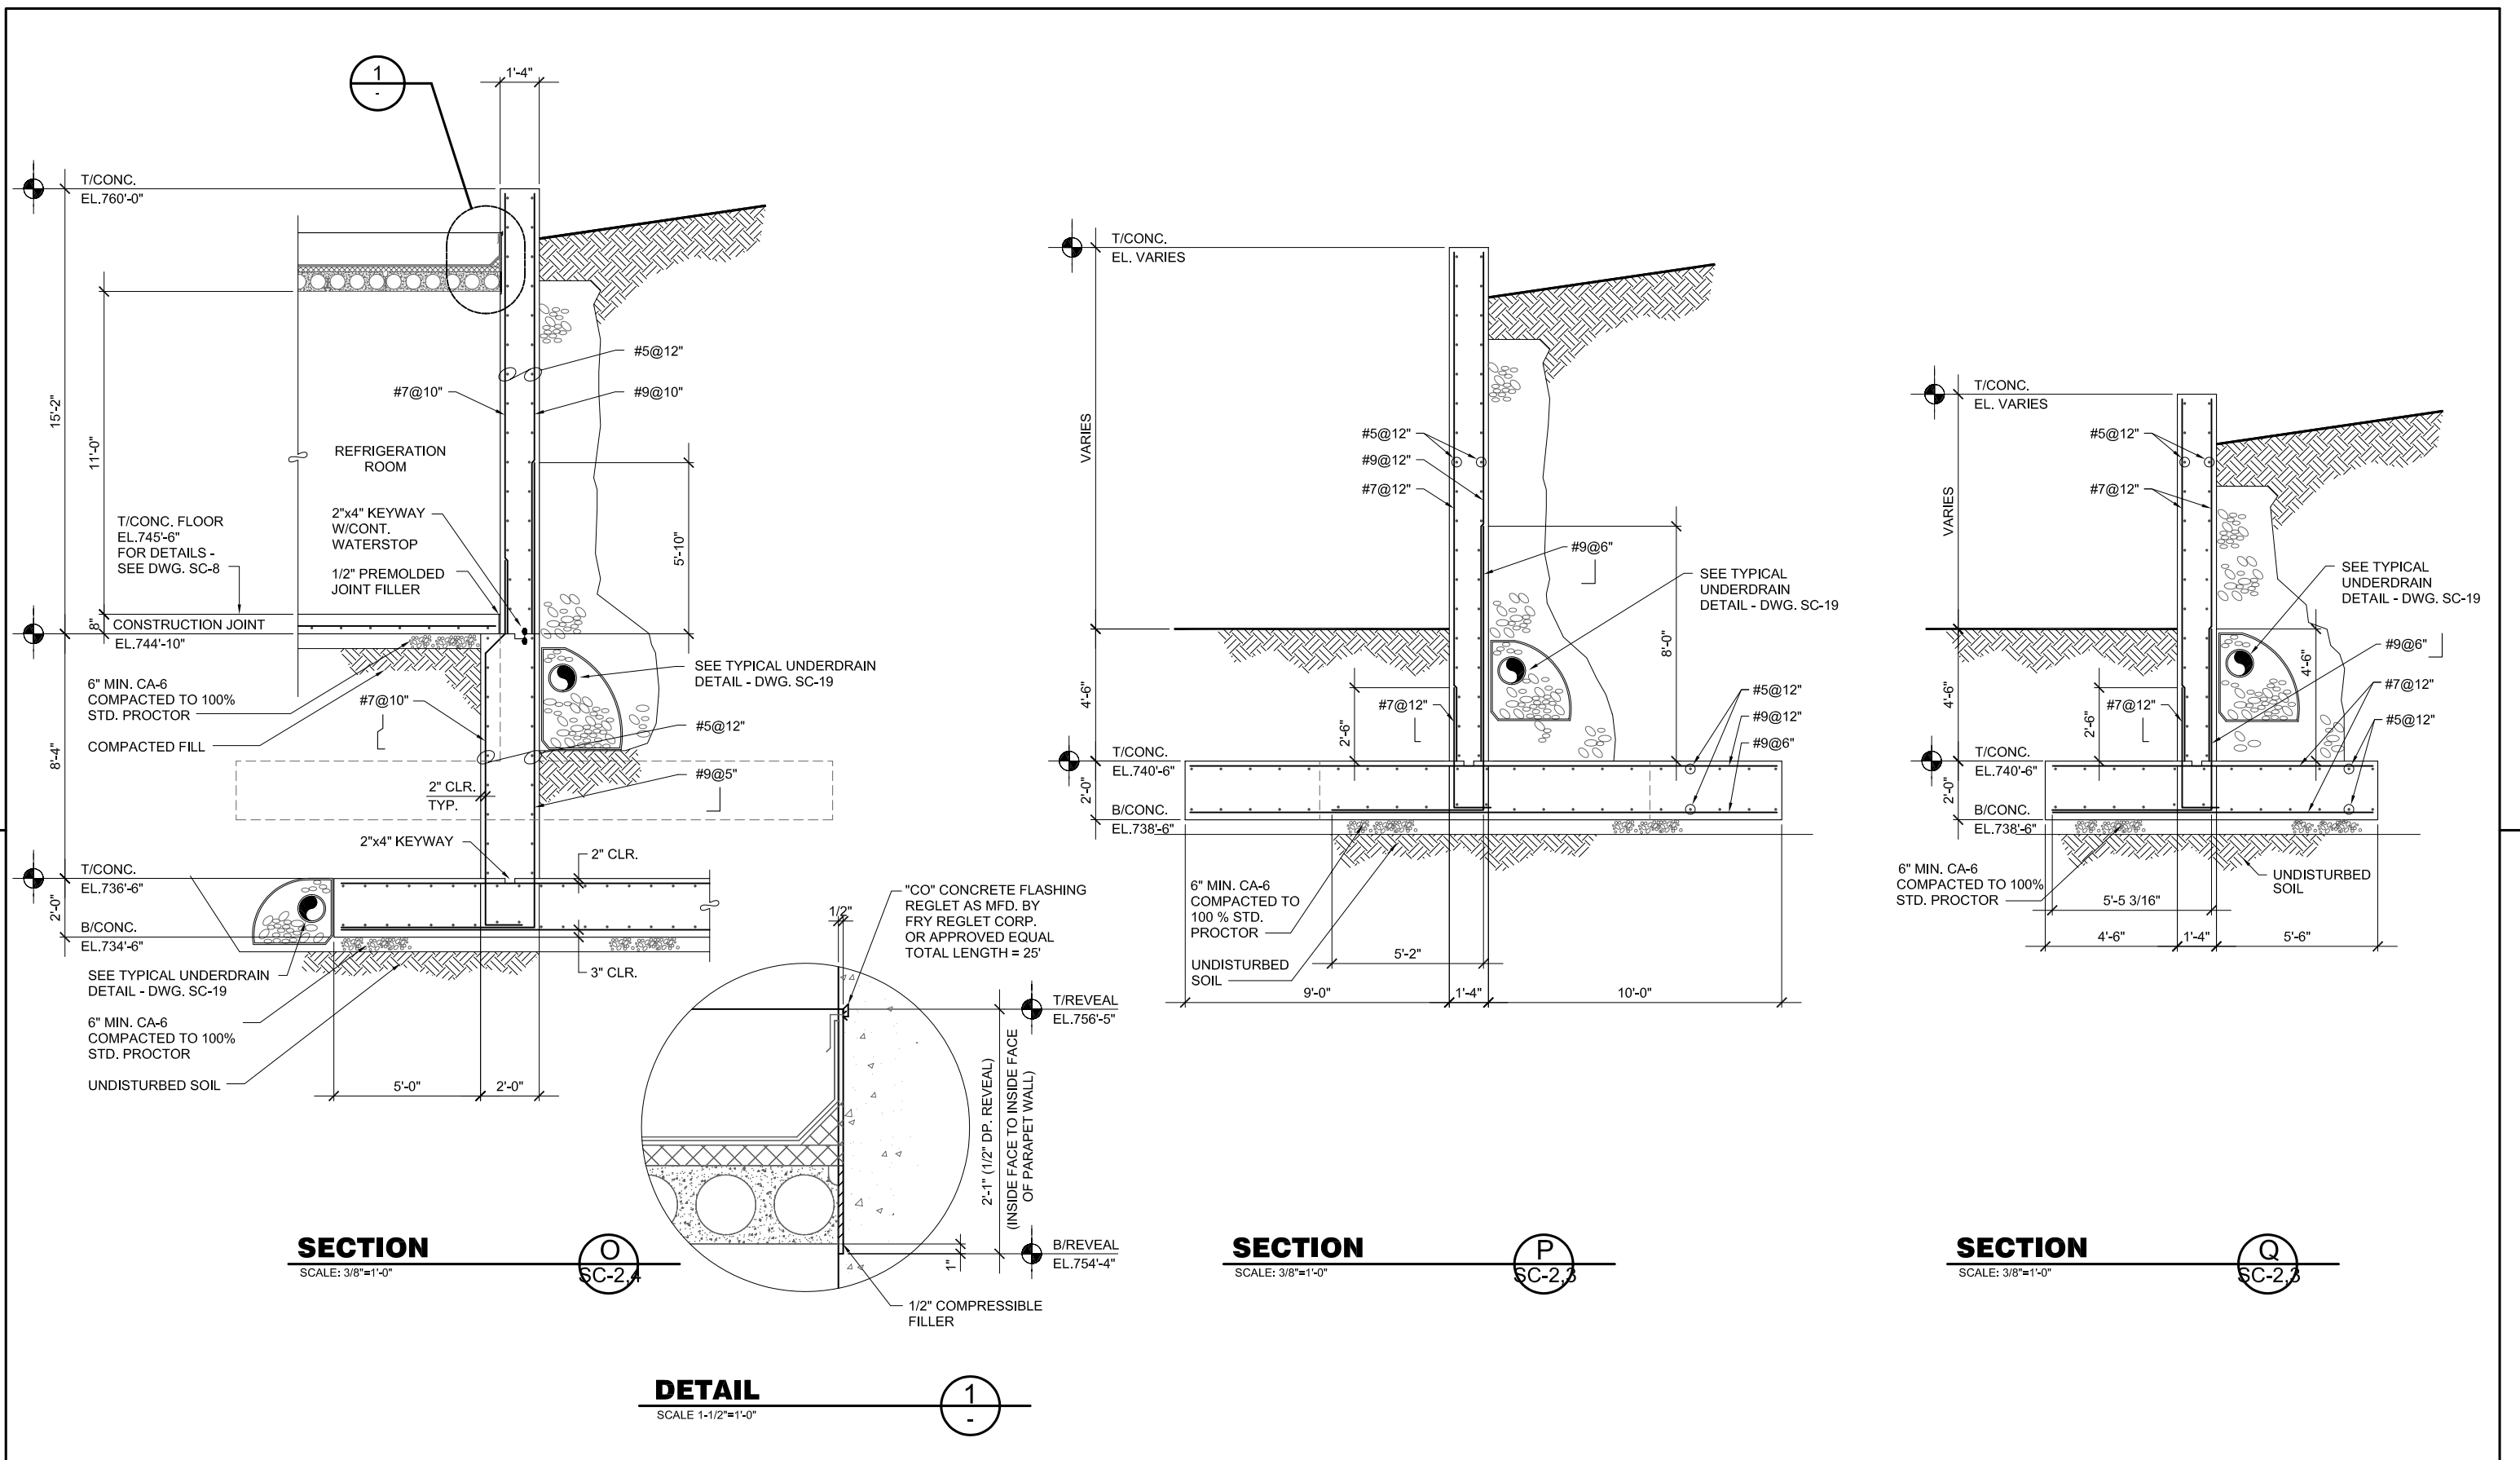 1
-
1'-4"
T/CONC.
EL.760'-0"
15'-2"
11'-0"
8"
#5@12"
#7@10"
#9@10"
REFRIGERATION
ROOM
T/CONC. FLOOR
EL.745'-6"
FOR DETAILS -
SEE DWG. SC-8
2"x4" KEYWAY
W/CONT.
WATERSTOP
1/2" PREMOLDED
JOINT FILLER
5'-10"
CONSTRUCTION JOINT
EL.744'-10"
6" MIN. CA-6
COMPACTED TO 100%
STD. PROCTOR
COMPACTED FILL
#7@10"
SEE TYPICAL UNDERDRAIN
DETAIL - DWG. SC-19
#5@12"
8'-4"
2" CLR.
TYP.
#9@5"
2"x4" KEYWAY
2" CLR.
T/CONC.
EL.736'-6"
2'-0"
B/CONC.
EL.734'-6"
SEE TYPICAL UNDERDRAIN
DETAIL - DWG. SC-19
6" MIN. CA-6
COMPACTED TO 100%
STD. PROCTOR
UNDISTURBED SOIL
3" CLR.
5'-0"
2'-0"
SECTION
SCALE: 3/8"=1'-0"
O
SC-2,4
1/2"
"CO" CONCRETE FLASHING
REGLET AS MFD. BY
FRY REGLET CORP.
OR APPROVED EQUAL
TOTAL LENGTH = 25'
T/REVEAL
EL.756'-5"
2'-1" (1/2" DP. REVEAL)
(INSIDE FACE TO INSIDE FACE
OF PARAPET WALL)
B/REVEAL
EL.754'-4"
1"
1/2" COMPRESSIBLE
FILLER
DETAIL
SCALE 1-1/2"=1'-0"
1
-
T/CONC.
EL. VARIES
VARIES
#5@12"
#9@12"
#7@12"
#9@6"
8'-0"
SEE TYPICAL
UNDERDRAIN
DETAIL - DWG. SC-19
4'-6"
2'-6"
#7@12"
#5@12"
#9@12"
#9@6"
T/CONC.
EL.740'-6"
2'-0"
B/CONC.
EL.738'-6"
6" MIN. CA-6
COMPACTED TO
100 % STD.
PROCTOR
UNDISTURBED
SOIL
5'-2"
9'-0"
1'-4"
10'-0"
SECTION
SCALE: 3/8"=1'-0"
P
SC-2,3
T/CONC.
EL. VARIES
VARIES
#5@12"
#7@12"
SEE TYPICAL
UNDERDRAIN
DETAIL - DWG. SC-19
4'-6"
#9@6"
4'-6"
2'-6"
#7@12"
#7@12"
#5@12"
T/CONC.
EL.740'-6"
2'-0"
B/CONC.
EL.738'-6"
6" MIN. CA-6
COMPACTED TO 100%
STD. PROCTOR
UNDISTURBED
SOIL
5'-5 3/16"
4'-6"
1'-4"
5'-6"
SECTION
SCALE: 3/8"=1'-0"
Q
SC-2,3